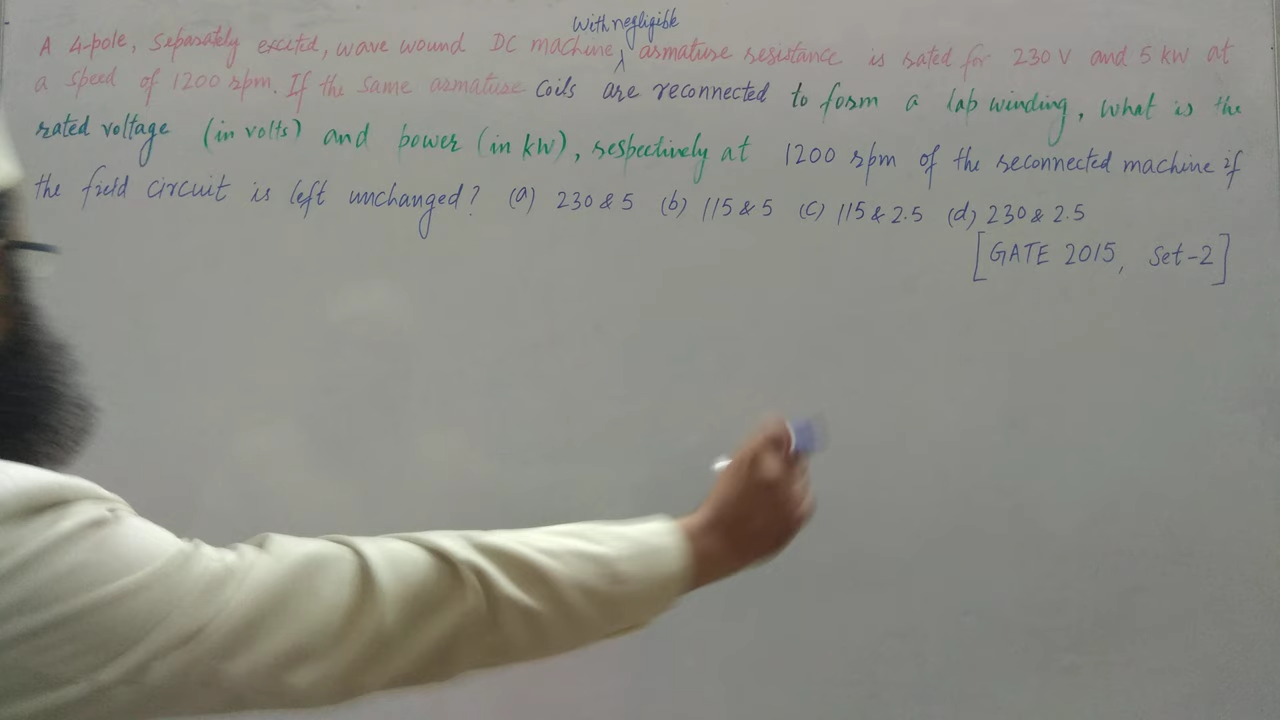 with negligible
A 4-pole, separately excited, wave wound DC machine, armature resistance is rated for 230 V and 5 kW at
a speed of 1200 rpm. If the same armature coils are reconnected to form a lap winding, what is the
rated voltage (in volts) and power (in kW), respectively at 1200 rpm of the reconnected machine if
the field circuit is left unchanged? (a) 230 & 5 (b) 115 & 5 (c) 115 & 2.5 (d) 230 & 2.5
[GATE 2015, Set-2]